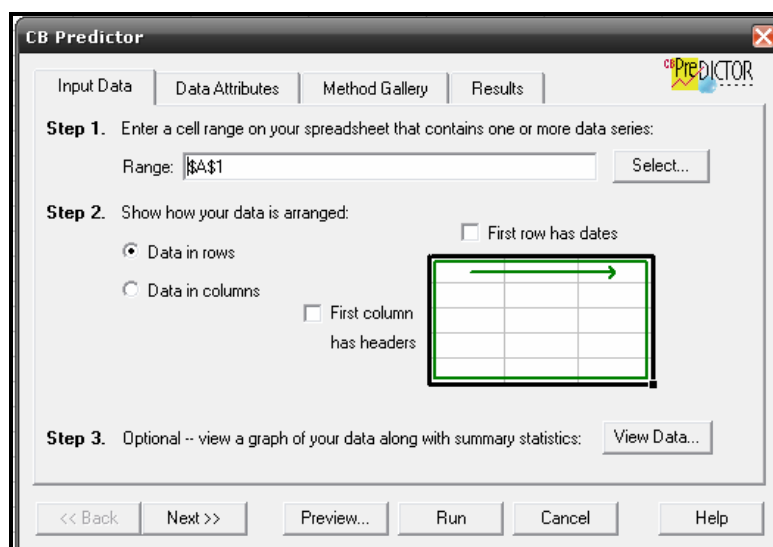 CB Predictor
Input Data
Data Attributes
Method Gallery
Results
CB PreDICTOR
Step 1. Enter a cell range on your spreadsheet that contains one or more data series:
Range: $A$1 Select...
Step 2. Show how your data is arranged:
First row has dates
Data in rows
Data in columns
First column
has headers
Step 3. Optional -- view a graph of your data along with summary statistics: View Data...
<< Back Next >> Preview... Run Cancel Help